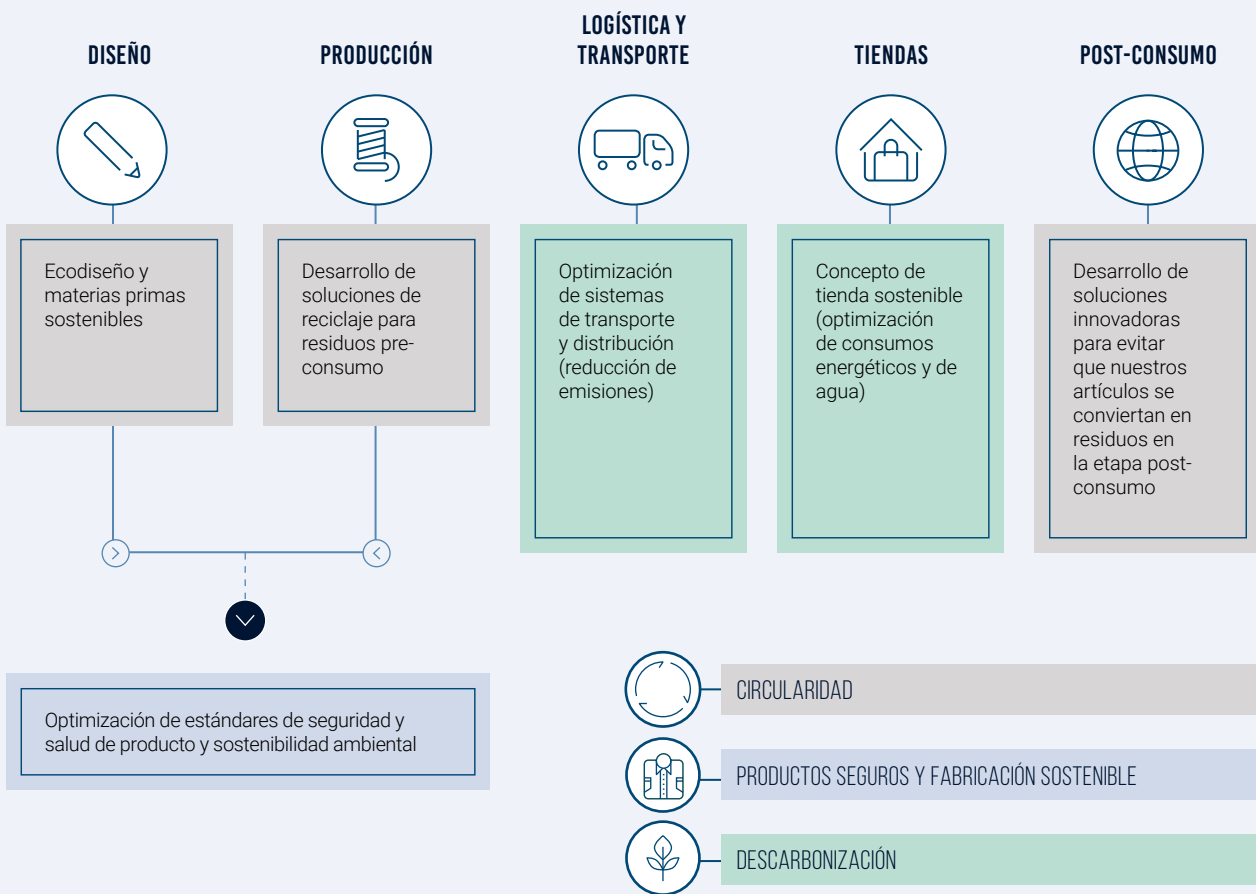 DISEÑO
PRODUCCIÓN
LOGÍSTICA Y
TRANSPORTE
TIENDAS
POST-CONSUMO
Ecodiseño y
materias primas
sostenibles
Desarrollo de
soluciones de
reciclaje para
residuos pre-
consumo
Optimización
de sistemas
de transporte
y distribución
(reducción de
emisiones)
Concepto de
tienda sostenible
(optimización
de consumos
energéticos y de
agua)
Desarrollo de
soluciones
innovadoras
para evitar
que nuestros
artículos se
conviertan en
residuos en
la etapa post-
consumo
Optimización de estándares de seguridad y
salud de producto y sostenibilidad ambiental
CIRCULARIDAD
PRODUCTOS SEGUROS Y FABRICACIÓN SOSTENIBLE
DESCARBONIZACIÓN